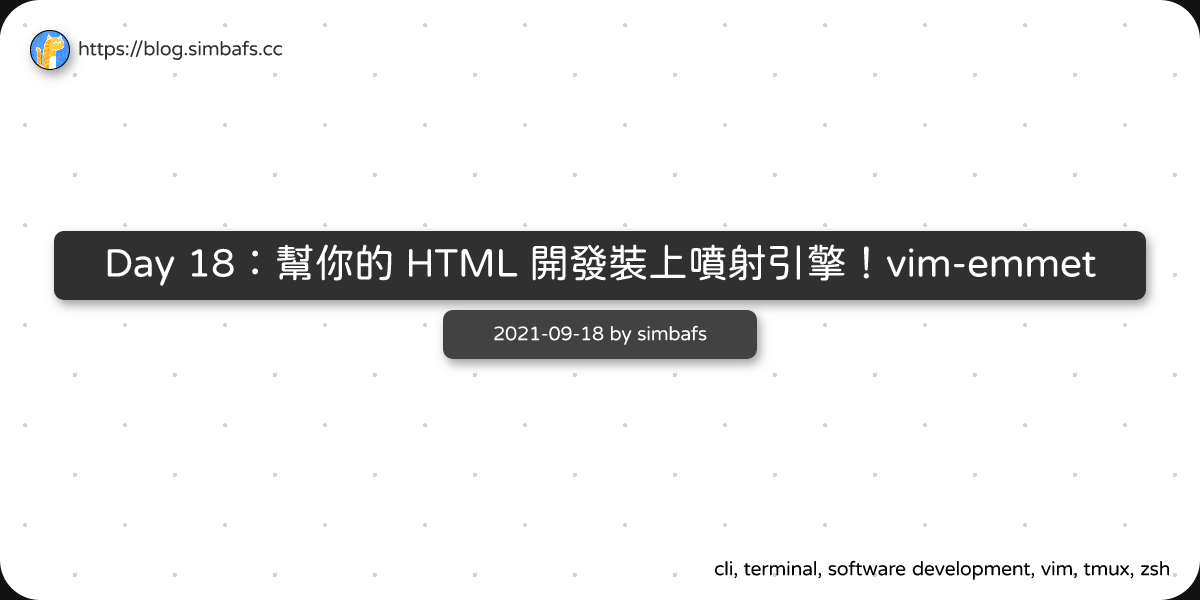 https://blog.simbafs.cc
Day 18：幫你的 HTML 開發裝上噴射引擎！vim-emmet
2021-09-18 by simbafs
cli, terminal, software development, vim, tmux, zsh